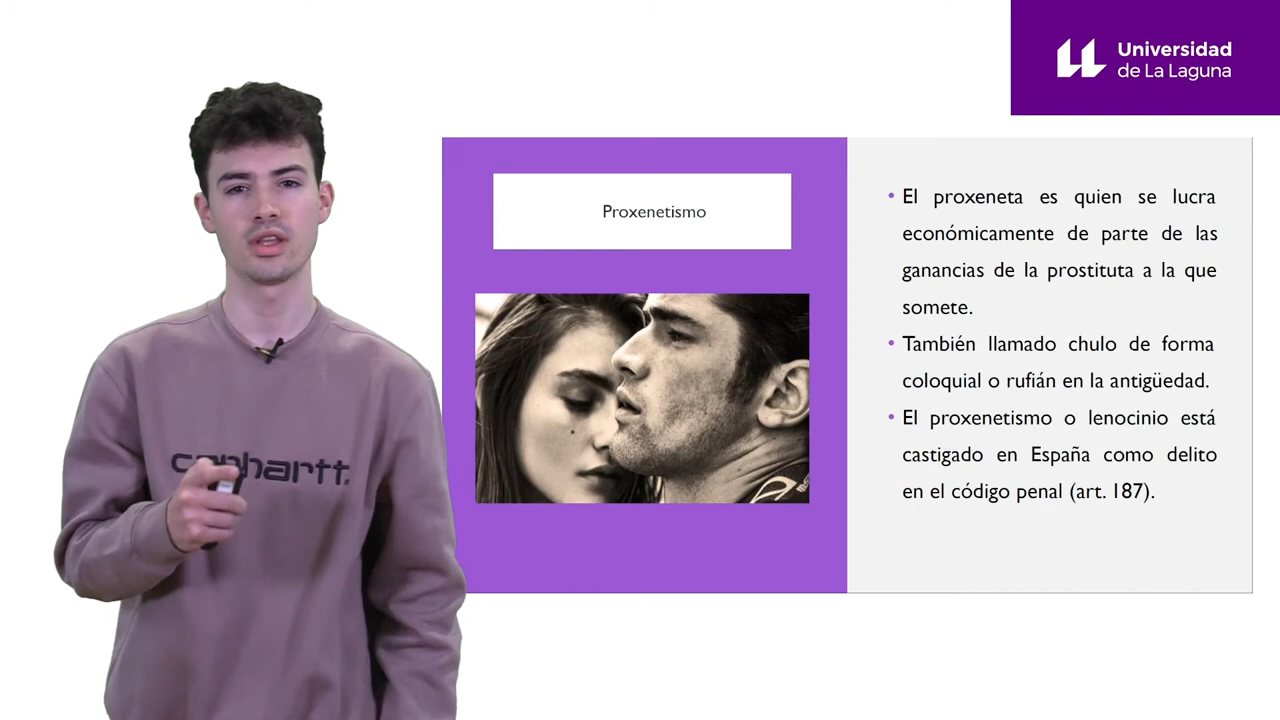 Universidad
de La Laguna
Proxenetismo
• El proxeneta es quien se lucra
económicamente de parte de las
ganancias de la prostituta a la que
somete.
• También llamado chulo de forma
coloquial o rufián en la antigüedad.
• El proxenetismo o lenocinio está
castigado en España como delito
en el código penal (art. 187).